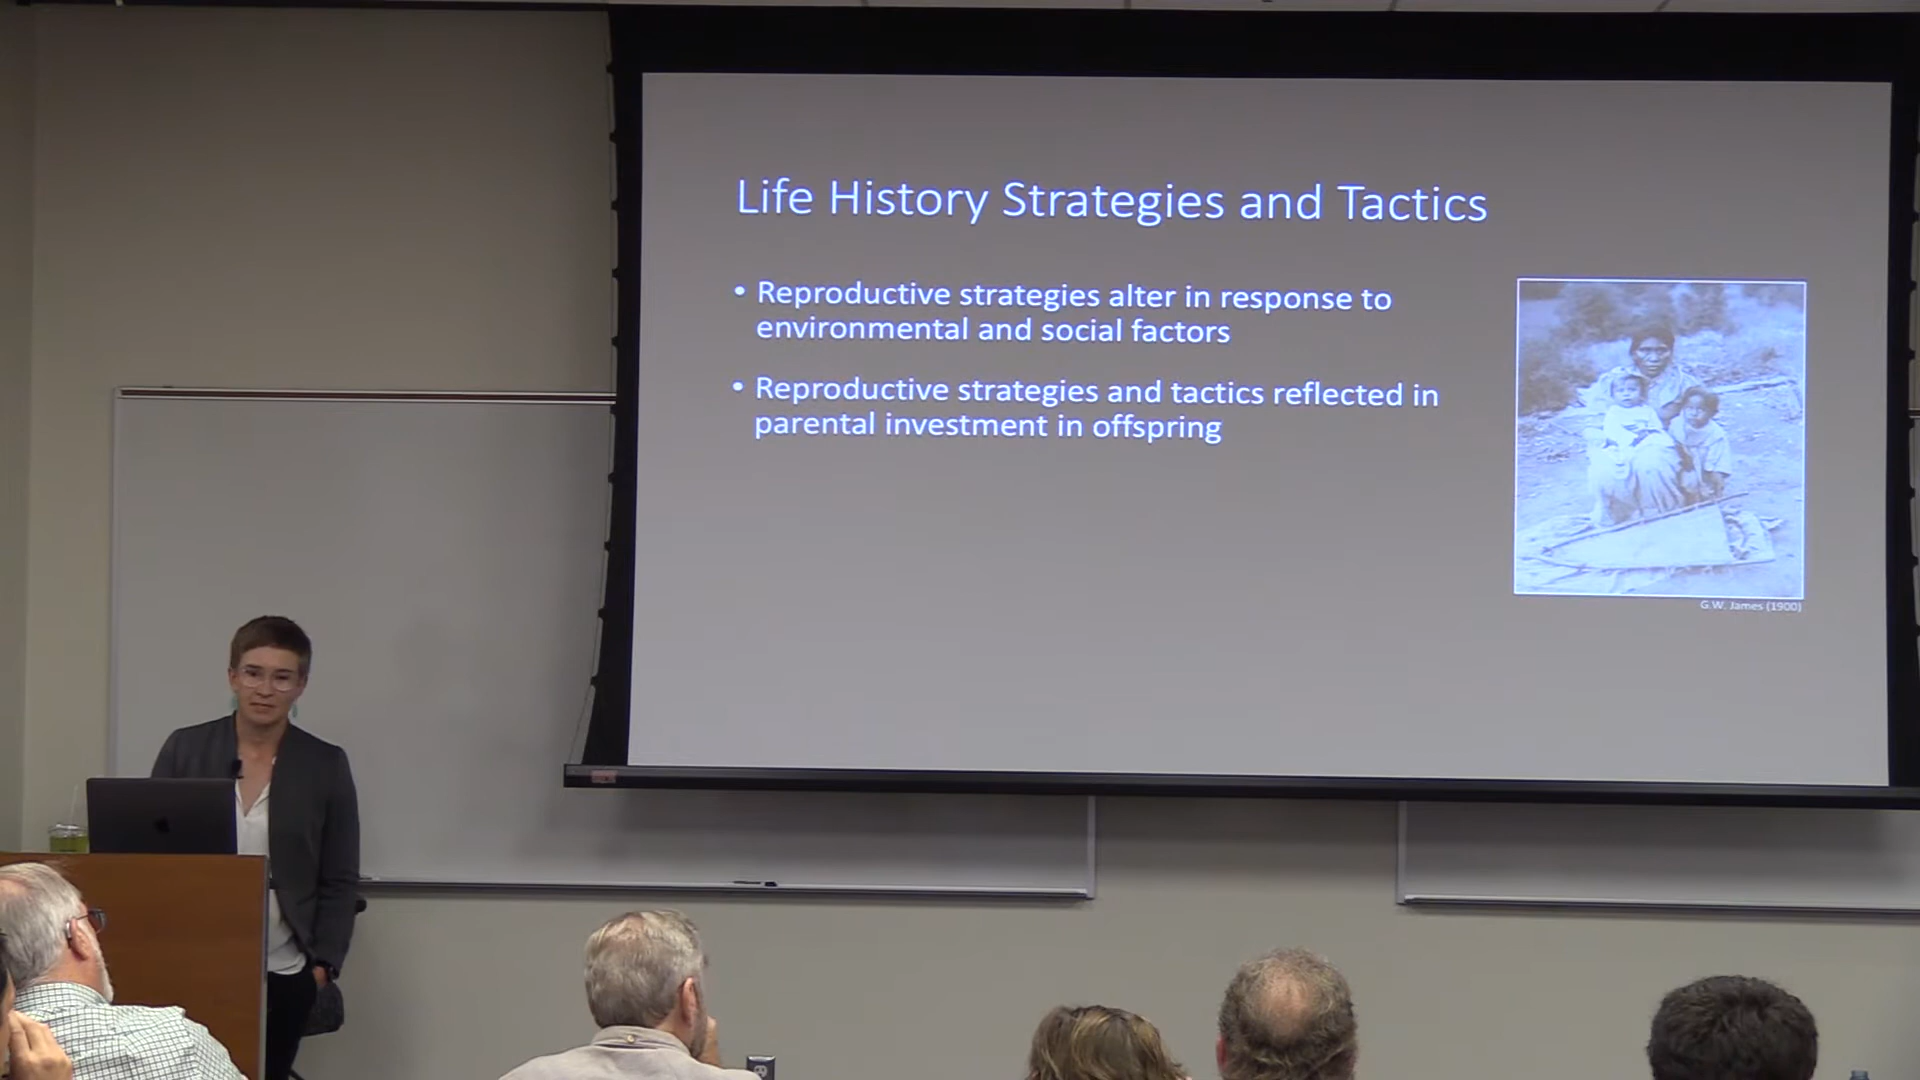 Life History Strategies and Tactics
• Reproductive strategies alter in response to
environmental and social factors
• Reproductive strategies and tactics reflected in
parental investment in offspring
G.W. James (1900)